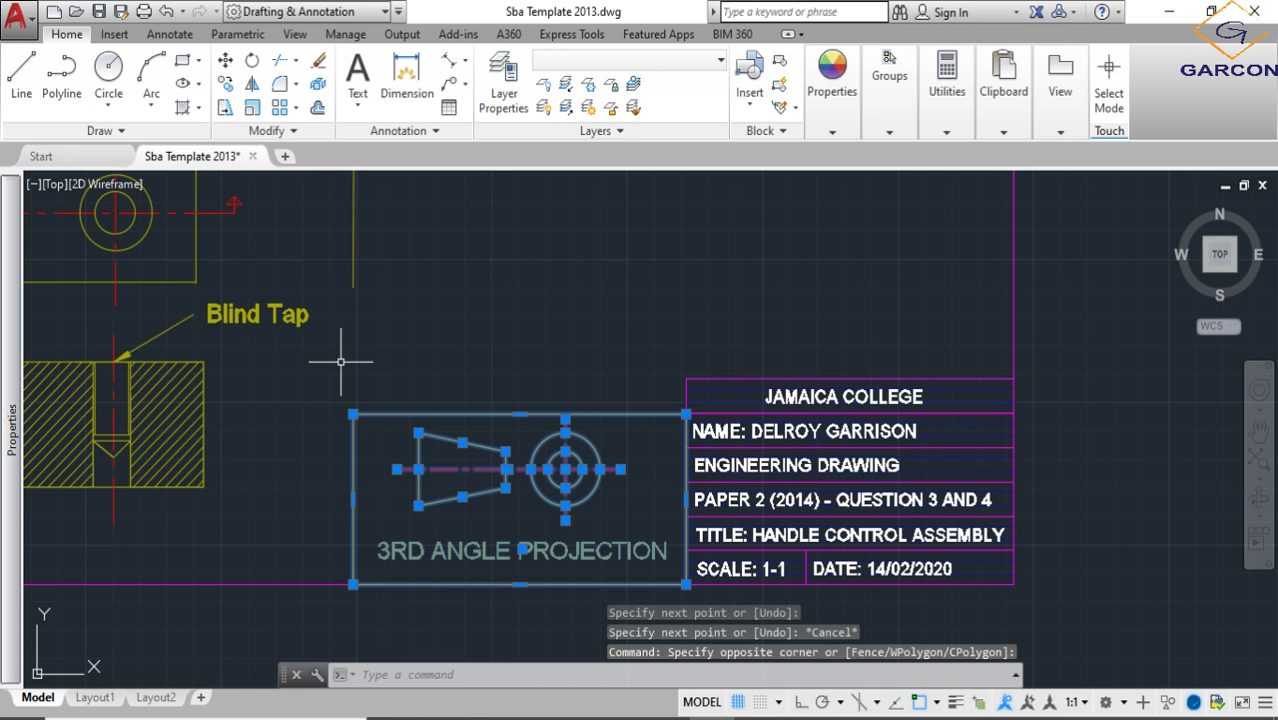 Drafting & Annotation
Sba Template 2013.dwg
Type a keyword or phrase
Sign In
Home
Insert
Annotate
Parametric
View
Manage
Output
Add-ins
A360
Express Tools
Featured Apps
BIM 360
G
GARCON
Line
Polyline
Circle
Arc
Text
Dimension
Layer
Properties
Insert
Properties
Groups
Utilities
Clipboard
View
Select
Mode
Draw
Modify
Annotation
Layers
Block
Touch
Start
Sba Template 2013*
[–][Top][2D Wireframe]
N
W
TOP
E
S
WCS
Blind Tap
Properties
JAMAICA COLLEGE
NAME: DELROY GARRISON
ENGINEERING DRAWING
PAPER 2 (2014) - QUESTION 3 AND 4
TITLE: HANDLE CONTROL ASSEMBLY
SCALE: 1-1
DATE: 14/02/2020
3RD ANGLE PROJECTION
Y
X
Specify next point or [Undo]:
Specify next point or [Undo]: *Cancel*
Command: Specify opposite corner or [Fence/WPolygon/CPolygon]:
Type a command
Model
Layout1
Layout2
MODEL
1:1